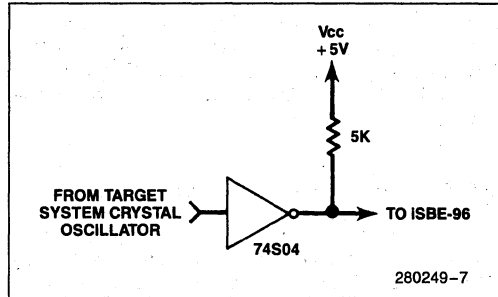 Vcc
+ 5V
5K
FROM TARGET
SYSTEM CRYSTAL
OSCILLATOR
74S04
TO iSBE-96
280249-7